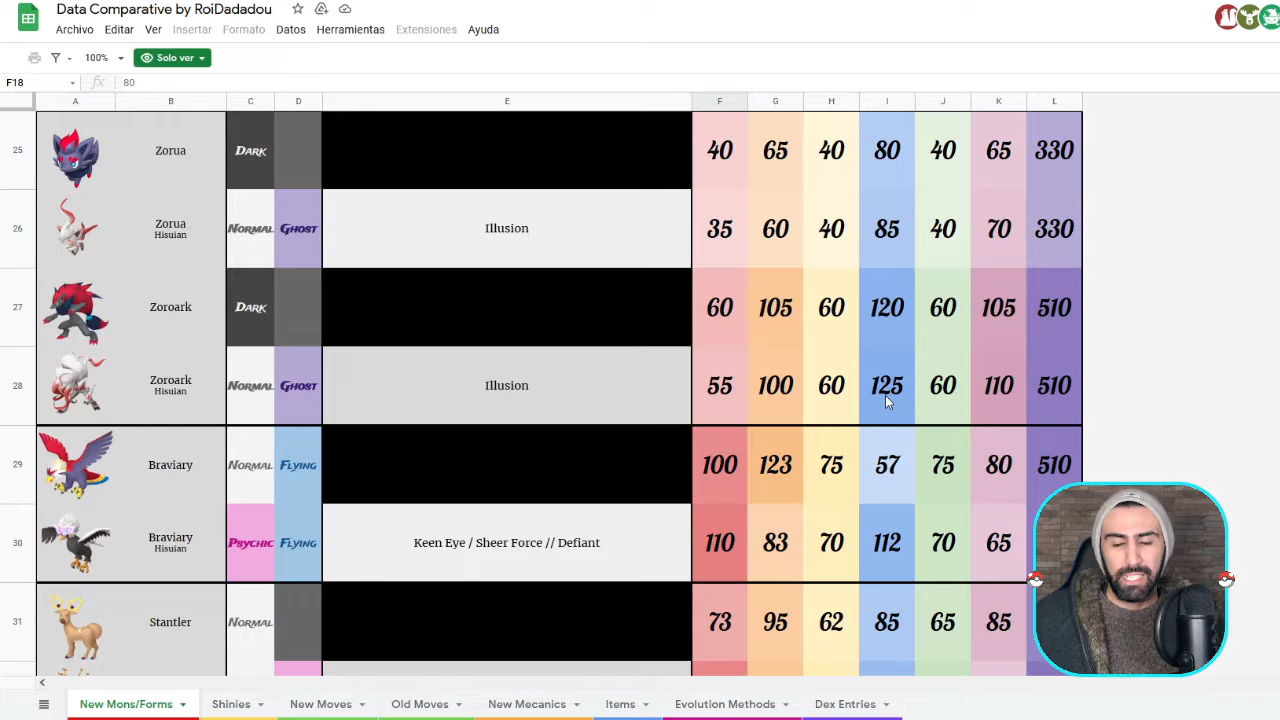 Data Comparative by RoiDadadou
Archivo Editar Ver Insertar Formato Datos Herramientas Extensiones Ayuda
100% Solo ver
F18 fx 80
A B C D E F G H I J K L
25 Zorua DARK 40 65 40 80 40 65 330
26 Zorua NORMAL GHOST Illusion 35 60 40 85 40 70 330
Hisuian
27 Zoroark DARK 60 105 60 120 60 105 510
28 Zoroark NORMAL GHOST Illusion 55 100 60 125 60 110 510
Hisuian
29 Braviary NORMAL FLYING 100 123 75 57 75 80 510
30 Braviary PSYCHIC FLYING Keen Eye / Sheer Force // Defiant 110 83 70 112 70 65
Hisuian
31 Stantler NORMAL 73 95 62 85 65 85
New Mons/Forms Shinies New Moves Old Moves New Mecanics Items Evolution Methods Dex Entries